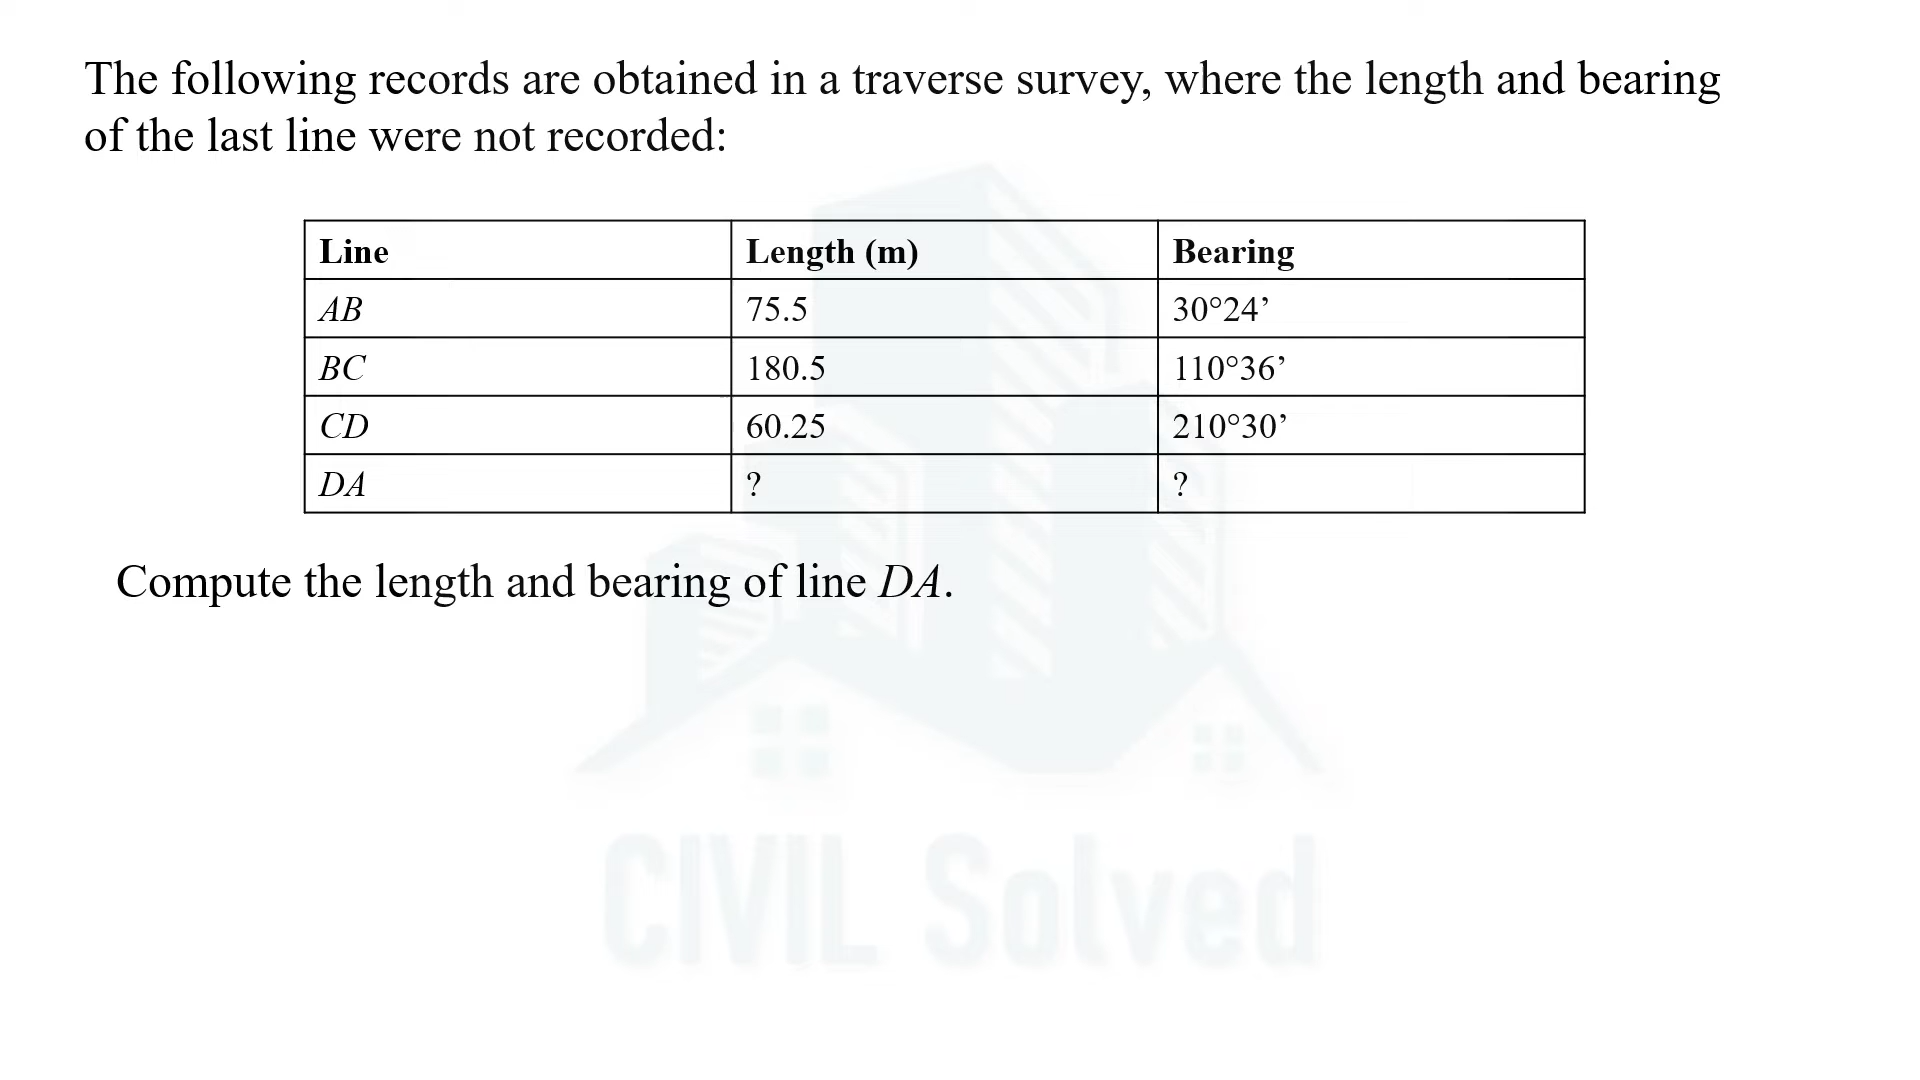 The following records are obtained in a traverse survey, where the length and bearing
of the last line were not recorded:
Line Length (m) Bearing
AB 75.5 30°24’
BC 180.5 110°36’
CD 60.25 210°30’
DA ? ?
Compute the length and bearing of line DA.
CIVIL Solved